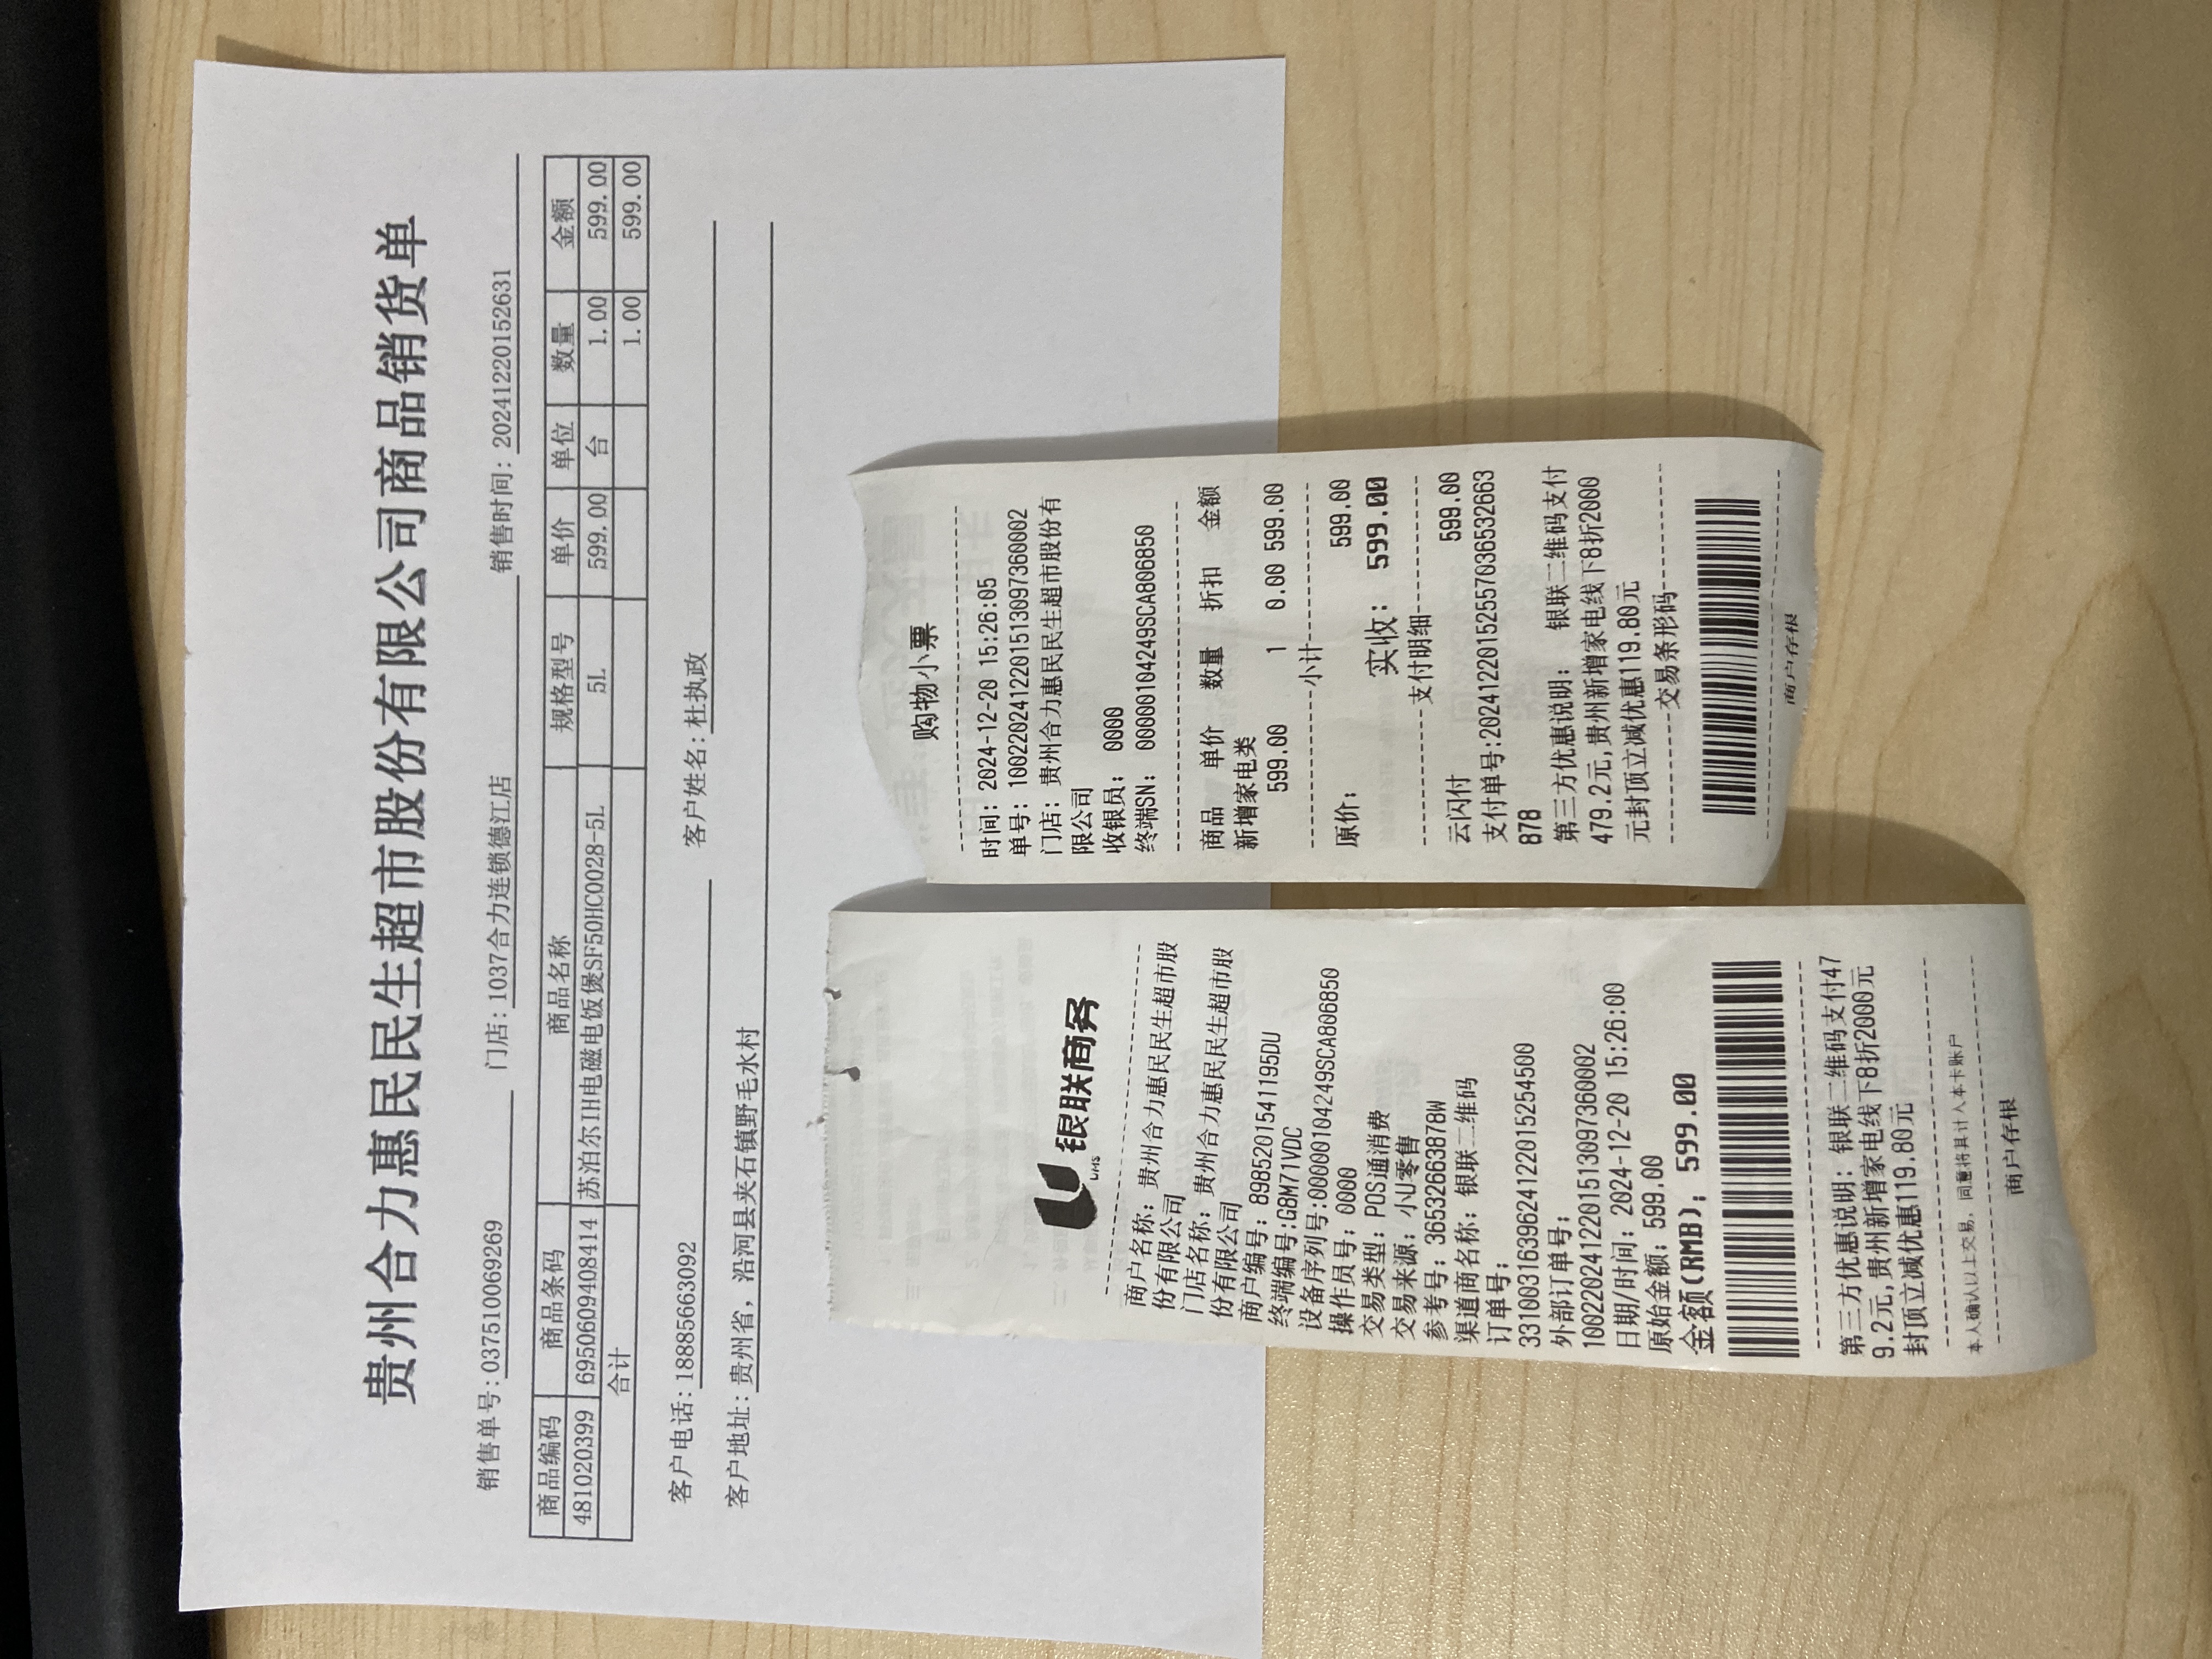 贵州合力惠民民生超市股份有限公司商品销货单
销售单号: 037510069269 门店: 1037合力连锁德江店 销售时间: 20241220152631
商品编码 商品条码 商品名称 规格型号 单价 单位 数量 金额
481020399 6950609408414 苏泊尔IH电磁电饭煲SF50HC0028-5L 5L 599.00 台 1.00 599.00
合计 1.00 599.00
客户电话: 18885663092 客户姓名: 杜执政
客户地址: 贵州省, 沿河县夹石镇野毛水村
银联商务
UMS
商户名称: 贵州合力惠民民生超市股
份有限公司
门店名称: 贵州合力惠民民生超市股
份有限公司
商户编号: 89852015411195DU
终端编号:GBM71VDC
设备序列号:0000010424 9SCA806850
操作员号: 0000
交易类型: POS通消费
交易来源: 小U零售
参考号: 36532663878W
渠道商名称: 银联二维码
订单号:
33100316399624122015254500
外部订单号:
10022024122015130973600​02
日期/时间: 2024-12-20 15:26:00
原始金额: 599.00
金额(RMB): 599.00
第三方优惠说明: 银联二维码支付47
9.2元,贵州新增家电线下8折2000元
封顶立减优惠119.80元
本人确认以上交易, 同意将其计入本卡账户
商户存根
购物小票
时间: 2024-12-20 15:26:05
单号: 1002202412201513097360002
门店: 贵州合力惠民民生超市股份有
限公司
收银员: 0000
终端SN: 00000104249SCA806850
商品 单价 数量 折扣 金额
新增家电类
599.00 1 0.00 599.00
小计
原价: 599.00
实收: 599.00
支付明细
云闪付 599.00
支付单号:20241220152557036532663
878
第三方优惠说明: 银联二维码支付
479.2元,贵州新增家电线下8折2000
元封顶立减优惠119.80元
交易条形码
商户存根